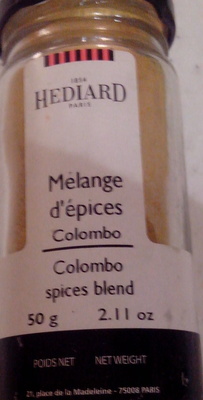 1854
HEDIARD
PARIS
Mélange
d'épices
Colombo
Colombo
spices blend
50 g 2.11 oz
POIDS NET NET WEIGHT
21, place de la Madeleine - 75008 PARIS